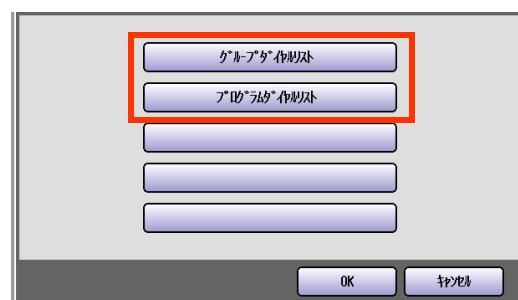 ｸﾞﾙｰﾌﾟﾀﾞｲﾔﾙﾘｽﾄ
ﾌﾟﾛｸﾞﾗﾑﾀﾞｲﾔﾙﾘｽﾄ
OK
ｷｬﾝｾﾙ